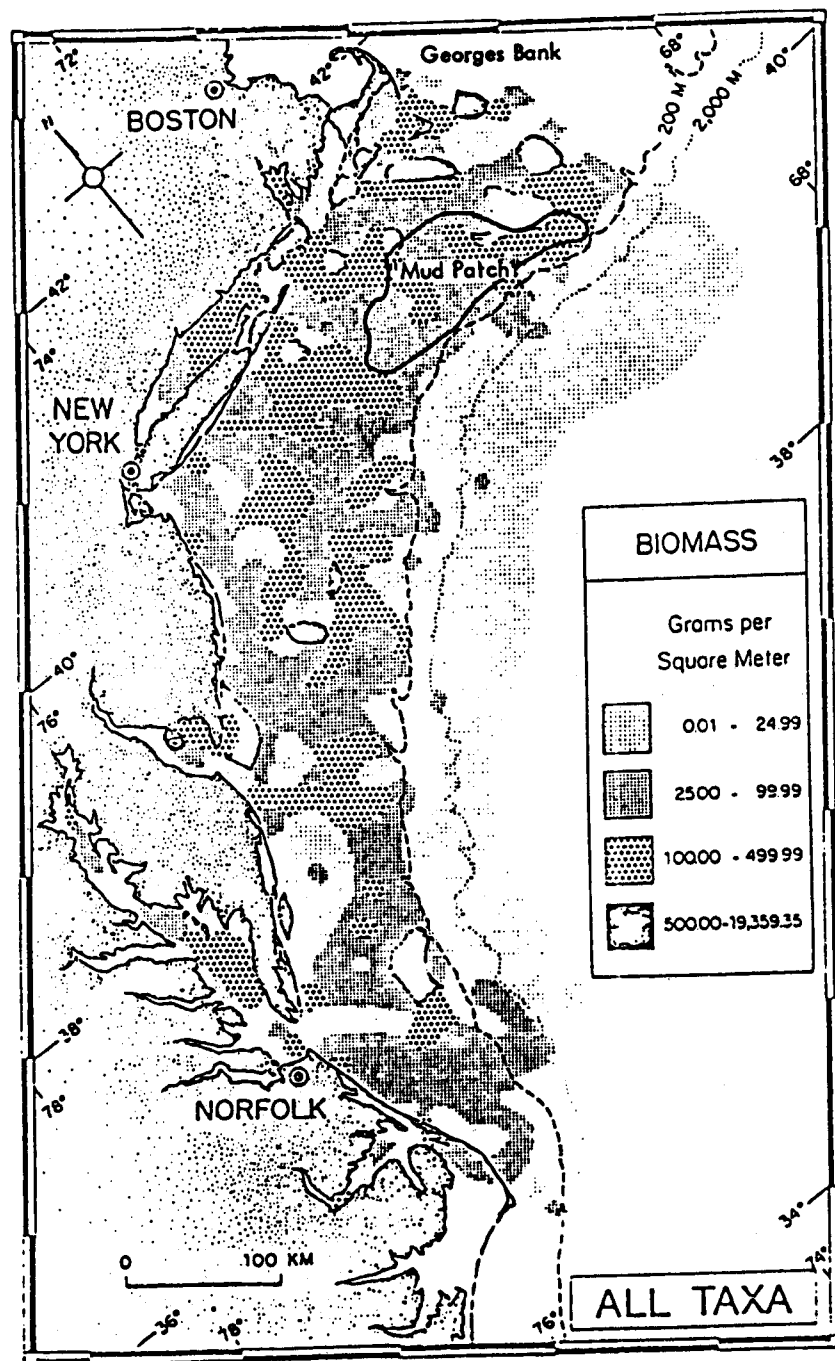 Georges Bank
72°
42°
68°
40°
BOSTON
N
200 M
2,000 M
68°
"Mud Patch"
42°
74°
NEW
YORK
38°
BIOMASS
Grams per
Square Meter
0.01 - 24.99
25.00 - 99.99
100.00 - 499.99
500.00-19,359.35
40°
76°
38°
78°
NORFOLK
34°
74°
0 100 KM
36°
78°
76°
ALL TAXA